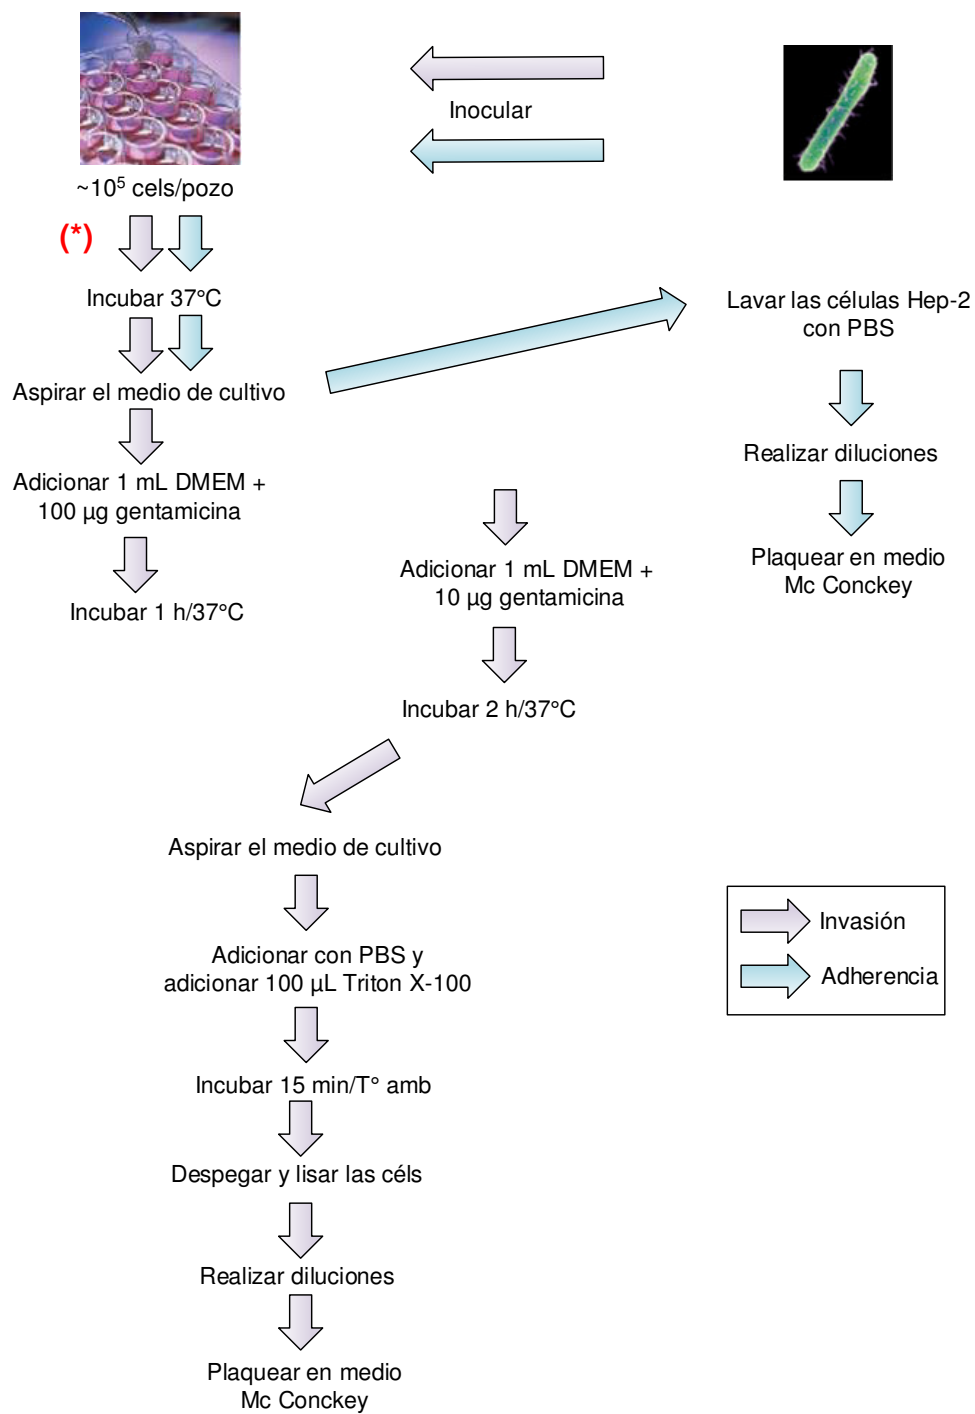 Inocular
~10⁵ cels/pozo
(*)
Incubar 37°C
Aspirar el medio de cultivo
Adicionar 1 mL DMEM +
100 µg gentamicina
Incubar 1 h/37°C
Lavar las células Hep-2
con PBS
Realizar diluciones
Plaquear en medio
Mc Conckey
Adicionar 1 mL DMEM +
10 µg gentamicina
Incubar 2 h/37°C
Aspirar el medio de cultivo
Adicionar con PBS y
adicionar 100 µL Triton X-100
Incubar 15 min/T° amb
Despegar y lisar las céls
Realizar diluciones
Plaquear en medio
Mc Conckey
Invasión
Adherencia